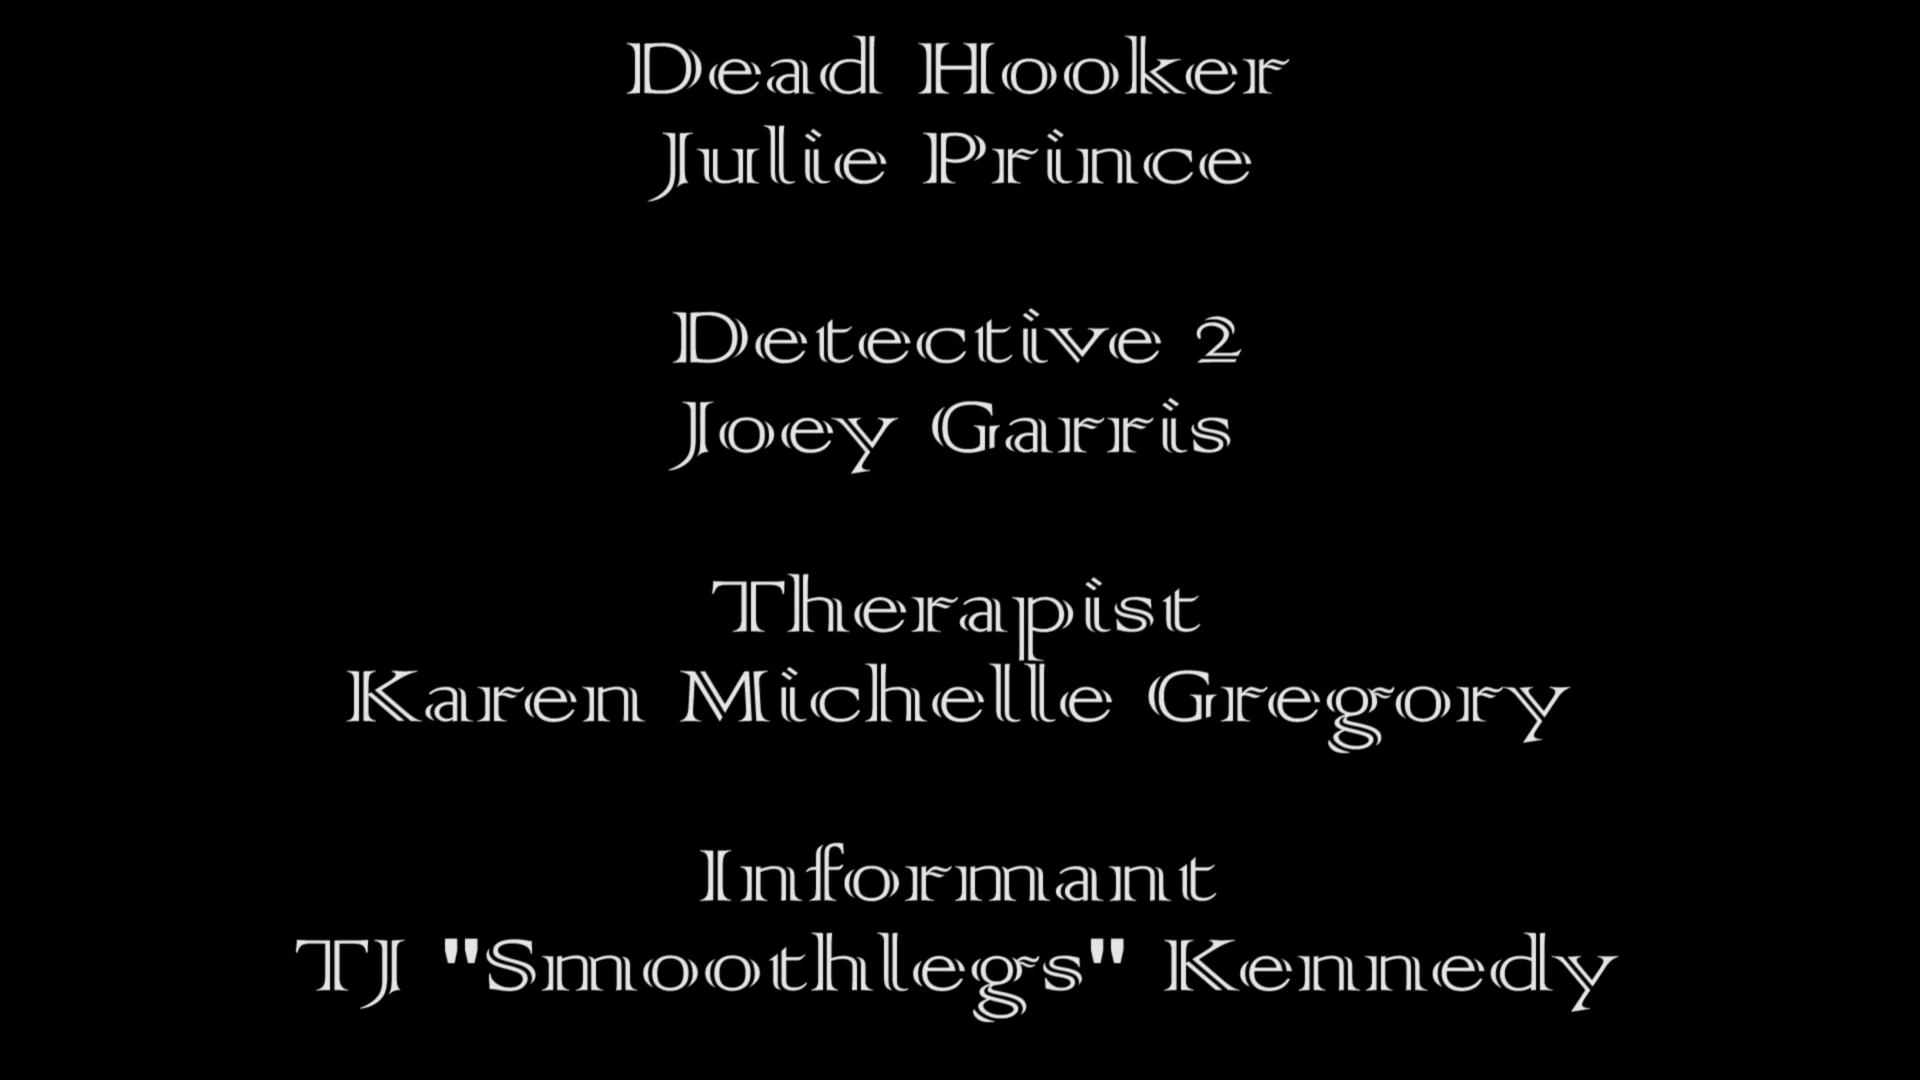 Dead Hooker
Julie Prince
Detective 2
Joey Garris
Therapist
Karen Michelle Gregory
Informant
TJ "Smoothlegs" Kennedy